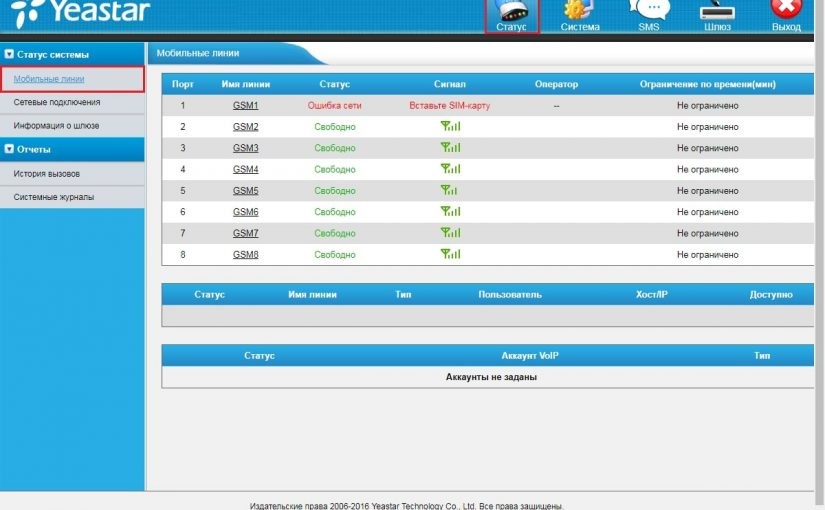 Yeastar
Статус Система SMS Шлюз Выход
Статус системы
Мобильные линии
Сетевые подключения
Информация о шлюзе
Отчеты
История вызовов
Системные журналы
Мобильные линии
Порт Имя линии Статус Сигнал Оператор Ограничение по времени(мин)
1 GSM1 Ошибка сети Вставьте SIM-карту -- Не ограничено
2 GSM2 Свободно Не ограничено
3 GSM3 Свободно Не ограничено
4 GSM4 Свободно Не ограничено
5 GSM5 Свободно Не ограничено
6 GSM6 Свободно Не ограничено
7 GSM7 Свободно Не ограничено
8 GSM8 Свободно Не ограничено
Статус Имя линии Тип Пользователь Хост/IP Доступно
Статус Аккаунт VoIP Тип
Аккаунты не заданы
Издательские права 2006-2016 Yeastar Technology Co., Ltd. Все права защищены.